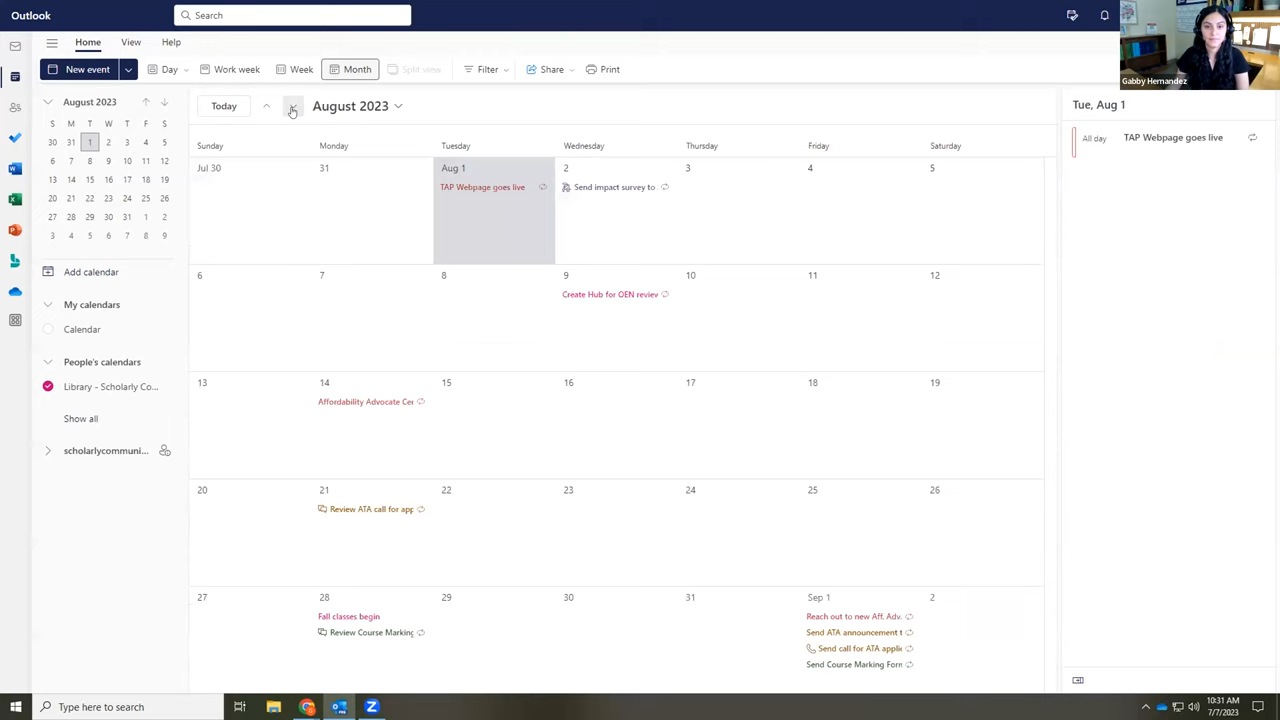 Outlook
Search
Gabby Hernandez
Home View Help
New event Day Work week Week Month Split view Filter Share Print
August 2023
S M T W T F S
30 31 1 2 3 4 5
6 7 8 9 10 11 12
13 14 15 16 17 18 19
20 21 22 23 24 25 26
27 28 29 30 31 1 2
3 4 5 6 7 8 9
Add calendar
My calendars
Calendar
People's calendars
Library - Scholarly Co...
Show all
scholarlycommuni...
Today August 2023
Sunday Monday Tuesday Wednesday Thursday Friday Saturday
Jul 30 31 Aug 1 2 3 4 5
TAP Webpage goes live Send impact survey to
6 7 8 9 10 11 12
Create Hub for OEN review
13 14 15 16 17 18 19
Affordability Advocate Cer
20 21 22 23 24 25 26
Review ATA call for app
27 28 29 30 31 Sep 1 2
Fall classes begin Reach out to new Aff. Adv.
Review Course Marking Send ATA announcement t
Send call for ATA applic
Send Course Marking Forn
Tue, Aug 1
All day TAP Webpage goes live
Type here to search
10:31 AM
7/7/2023